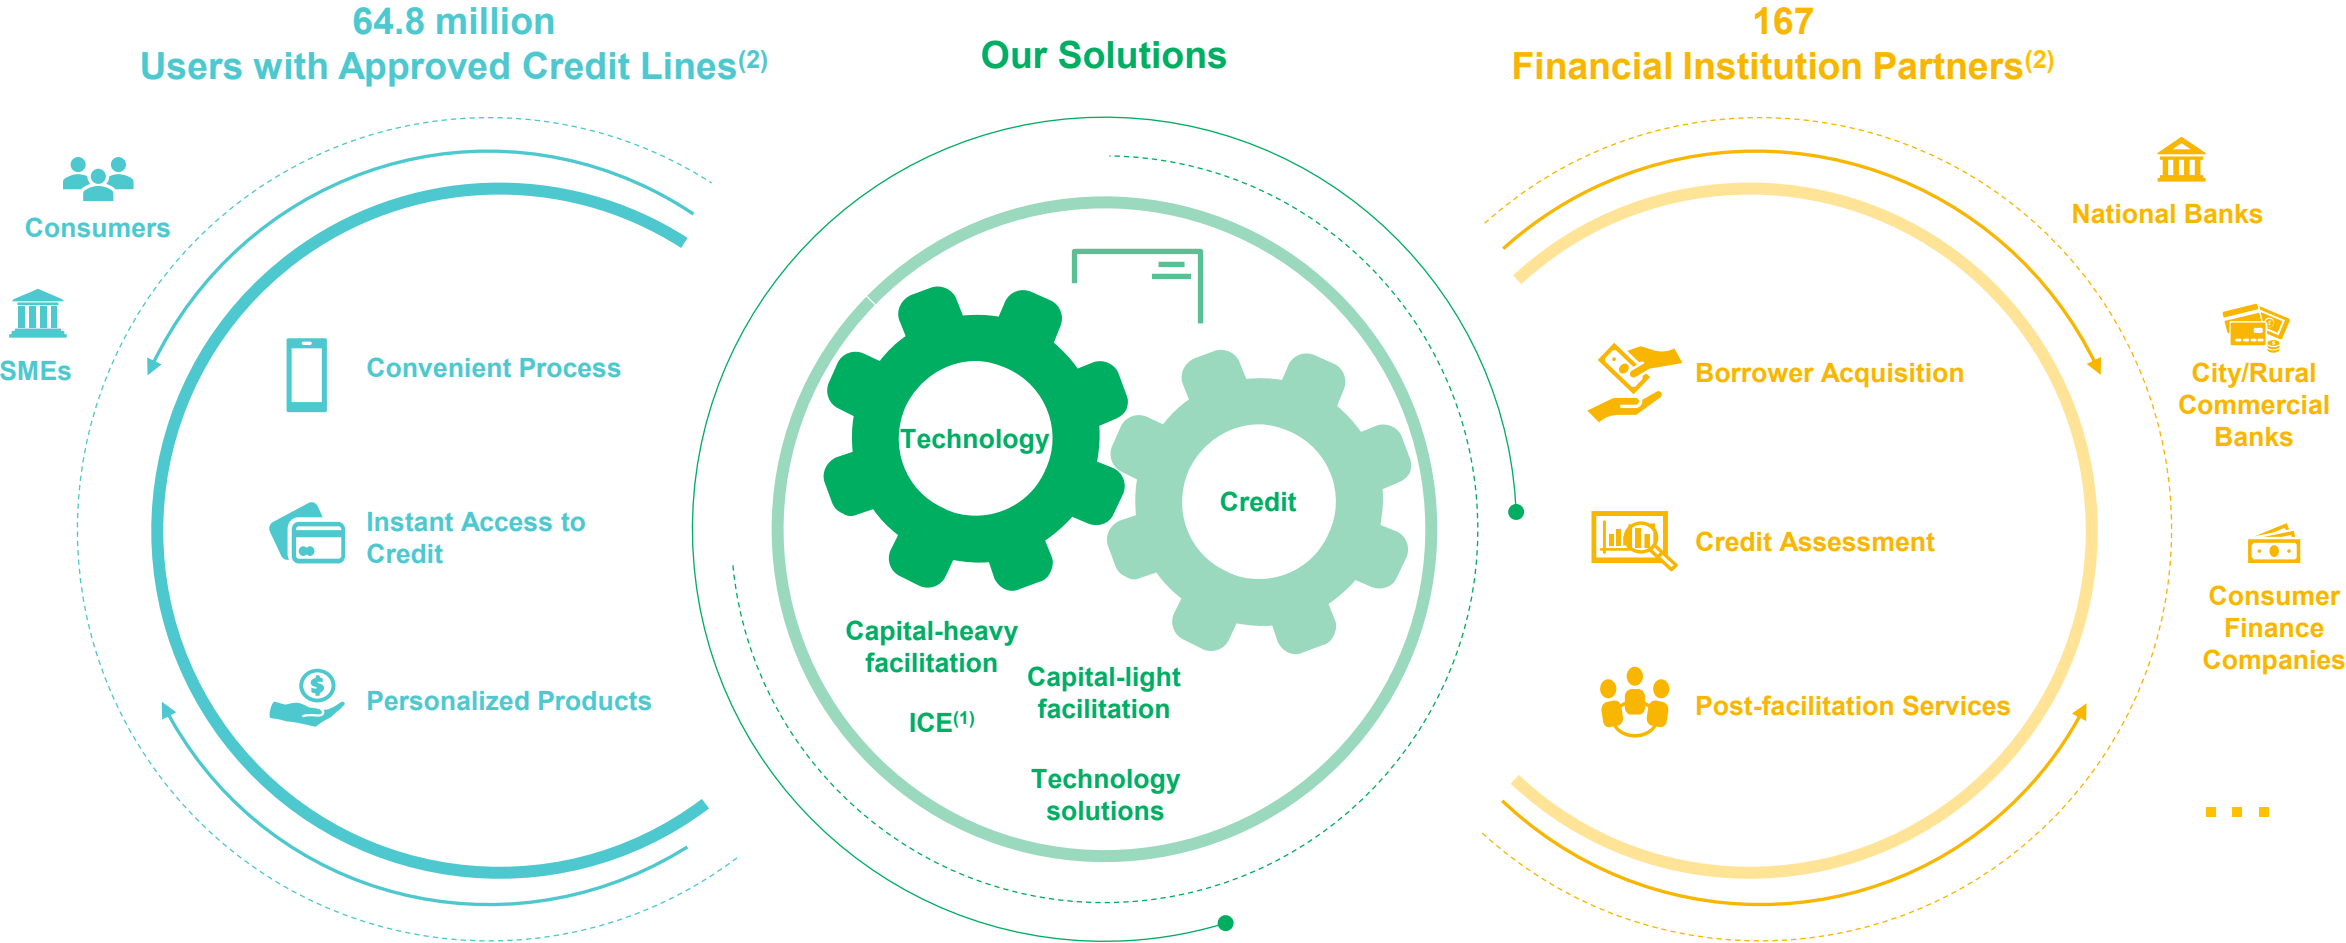 64.8 million
Users with Approved Credit Lines(2)
Consumers
SMEs
Convenient Process
Instant Access to
Credit
Personalized Products
Our Solutions
Technology
Credit
Capital-heavy
facilitation
Capital-light
facilitation
ICE(1)
Technology
solutions
167
Financial Institution Partners(2)
Borrower Acquisition
Credit Assessment
Post-facilitation Services
National Banks
City/Rural
Commercial
Banks
Consumer
Finance
Companies
...